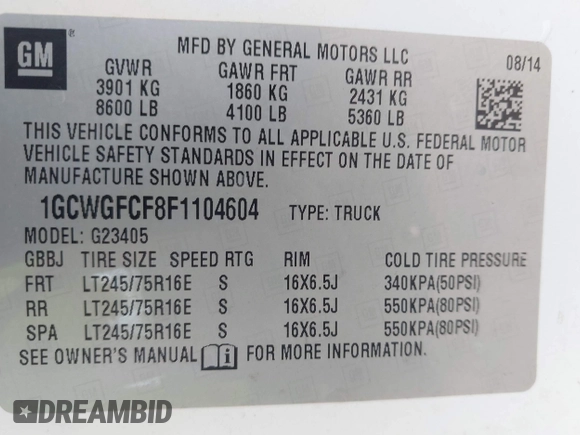 GM
MFD BY GENERAL MOTORS LLC
08/14
GVWR GAWR FRT GAWR RR
3901 KG 1860 KG 2431 KG
8600 LB 4100 LB 5360 LB
THIS VEHICLE CONFORMS TO ALL APPLICABLE U.S. FEDERAL MOTOR
VEHICLE SAFETY STANDARDS IN EFFECT ON THE DATE OF
MANUFACTURE SHOWN ABOVE.
1GCWGFCF8F1104604 TYPE: TRUCK
MODEL: G23405
GBBJ TIRE SIZE SPEED RTG RIM COLD TIRE PRESSURE
FRT LT245/75R16E S 16X6.5J 340KPA(50PSI)
RR LT245/75R16E S 16X6.5J 550KPA(80PSI)
SPA LT245/75R16E S 16X6.5J 550KPA(80PSI)
SEE OWNER'S MANUAL FOR MORE INFORMATION.
DREAMBID